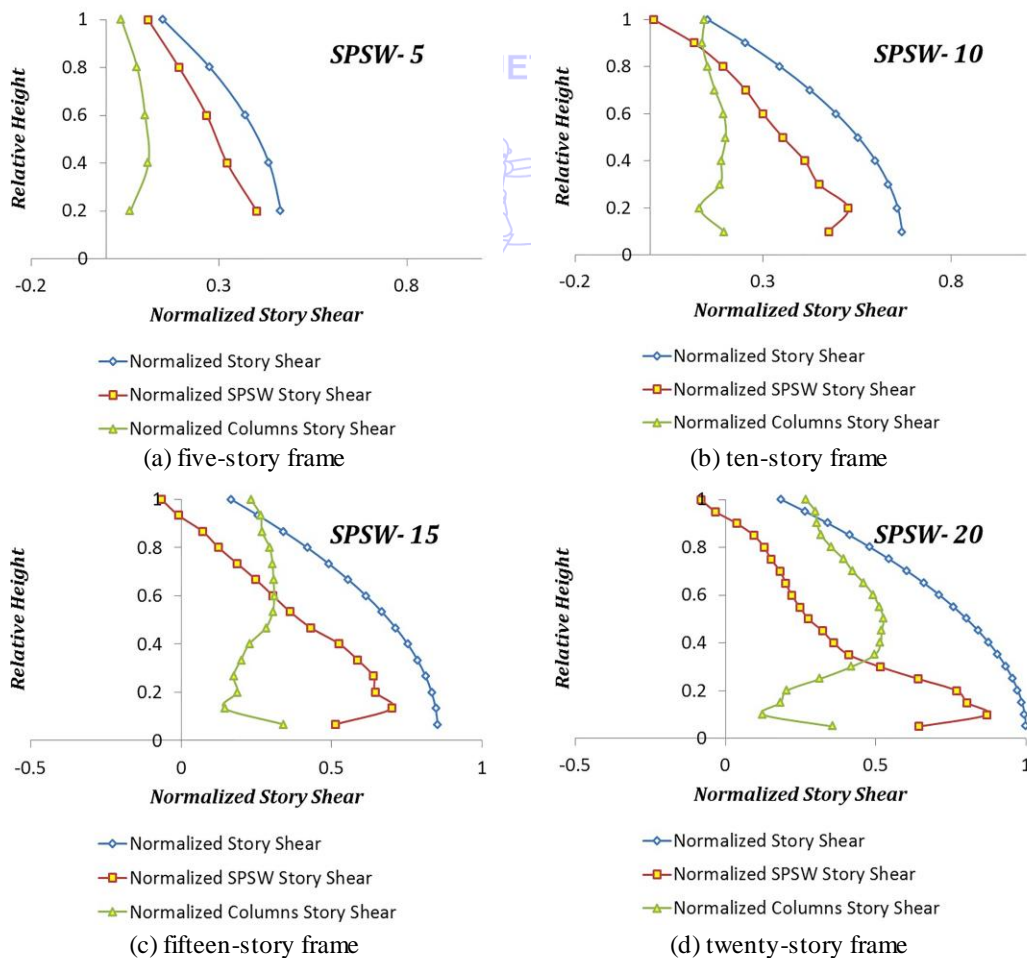 SPSW- 5
Relative Height
1
0.8
0.6
0.4
0.2
0
-0.2
0.3
0.8
Normalized Story Shear
Normalized Story Shear
Normalized SPSW Story Shear
Normalized Columns Story Shear
(a) five-story frame
SPSW- 10
Relative Height
1
0.8
0.6
0.4
0.2
0
-0.2
0.3
0.8
Normalized Story Shear
Normalized Story Shear
Normalized SPSW Story Shear
Normalized Columns Story Shear
(b) ten-story frame
SPSW- 15
Relative Height
1
0.8
0.6
0.4
0.2
0
-0.5
0
0.5
1
Normalized Story Shear
Normalized Story Shear
Normalized SPSW Story Shear
Normalized Columns Story Shear
(c) fifteen-story frame
SPSW- 20
Relative Height
1
0.8
0.6
0.4
0.2
0
-0.5
0
0.5
1
Normalized Story Shear
Normalized Story Shear
Normalized SPSW Story Shear
Normalized Columns Story Shear
(d) twenty-story frame